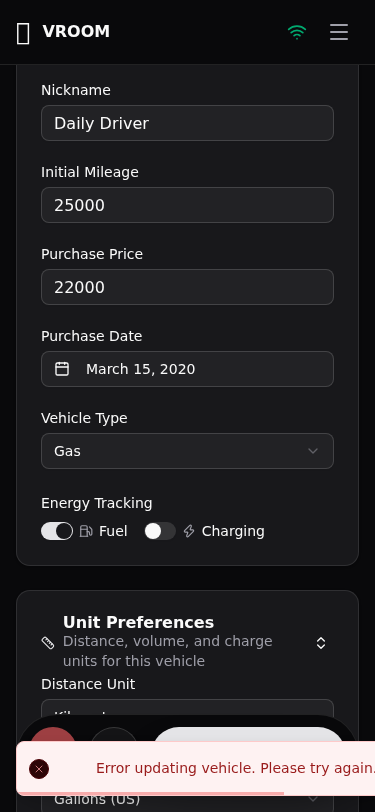 VROOM
Nickname
Daily Driver
Initial Mileage
25000
Purchase Price
22000
Purchase Date
March 15, 2020
Vehicle Type
Gas
Energy Tracking
Fuel
Charging
Unit Preferences
Distance, volume, and charge
units for this vehicle
Distance Unit
Error updating vehicle. Please try again.
Gallons (US)